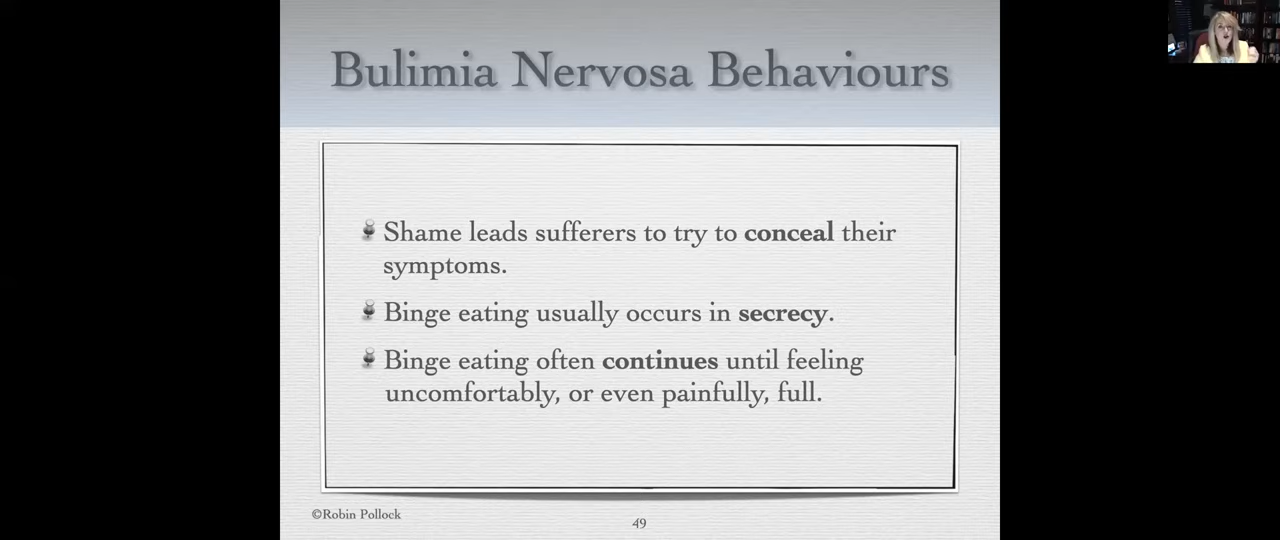 Bulimia Nervosa Behaviours
Shame leads sufferers to try to conceal their
symptoms.
Binge eating usually occurs in secrecy.
Binge eating often continues until feeling
uncomfortably, or even painfully, full.
©Robin Pollock
49